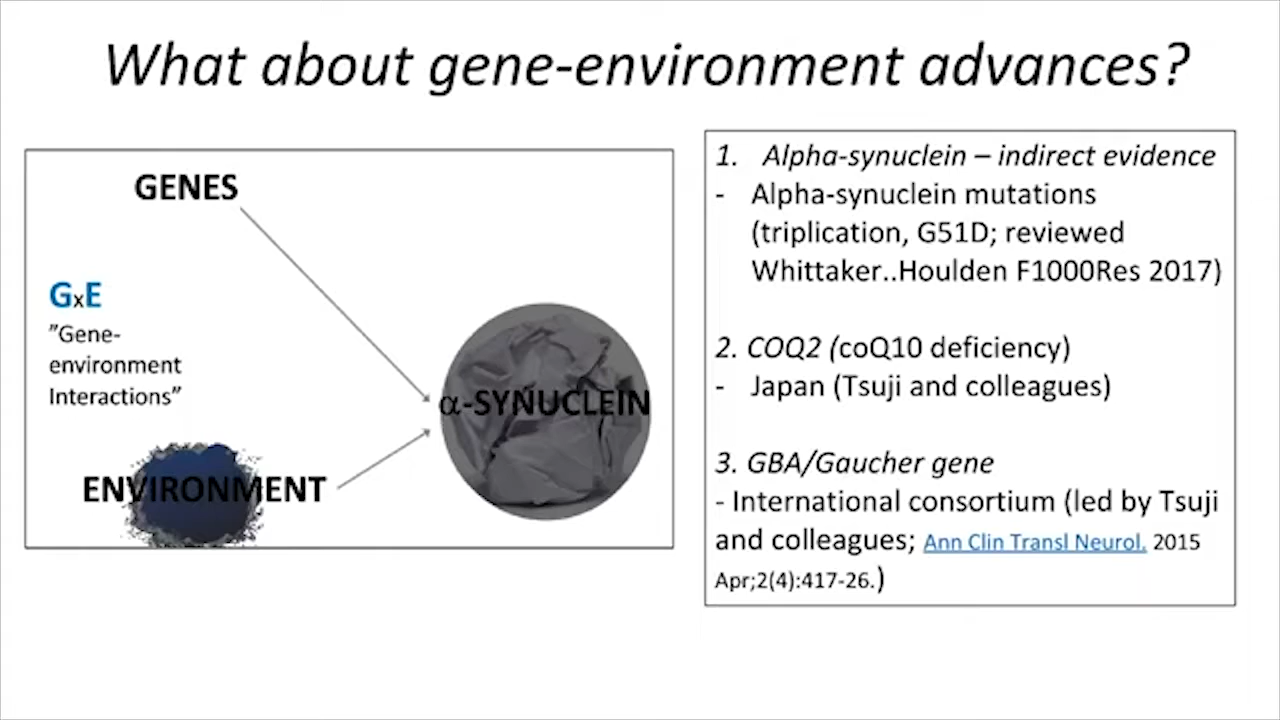 What about gene-environment advances?
GENES
GxE
"Gene-
environment
Interactions"
ENVIRONMENT
α-SYNUCLEIN
1. Alpha-synuclein – indirect evidence
- Alpha-synuclein mutations
(triplication, G51D; reviewed
Whittaker..Houlden F1000Res 2017)
2. COQ2 (coQ10 deficiency)
- Japan (Tsuji and colleagues)
3. GBA/Gaucher gene
- International consortium (led by Tsuji
and colleagues; Ann Clin Transl Neurol. 2015
Apr;2(4):417-26.)